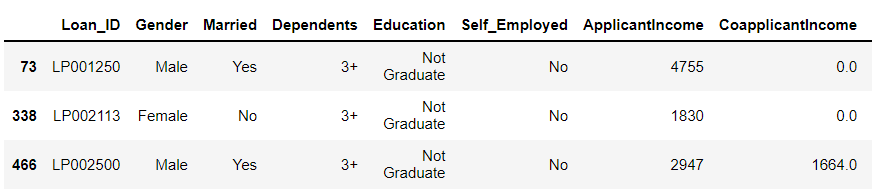 Loan_ID Gender Married Dependents Education Self_Employed ApplicantIncome CoapplicantIncome
73 LP001250 Male Yes 3+ Not Graduate No 4755 0.0
338 LP002113 Female No 3+ Not Graduate No 1830 0.0
466 LP002500 Male Yes 3+ Not Graduate No 2947 1664.0